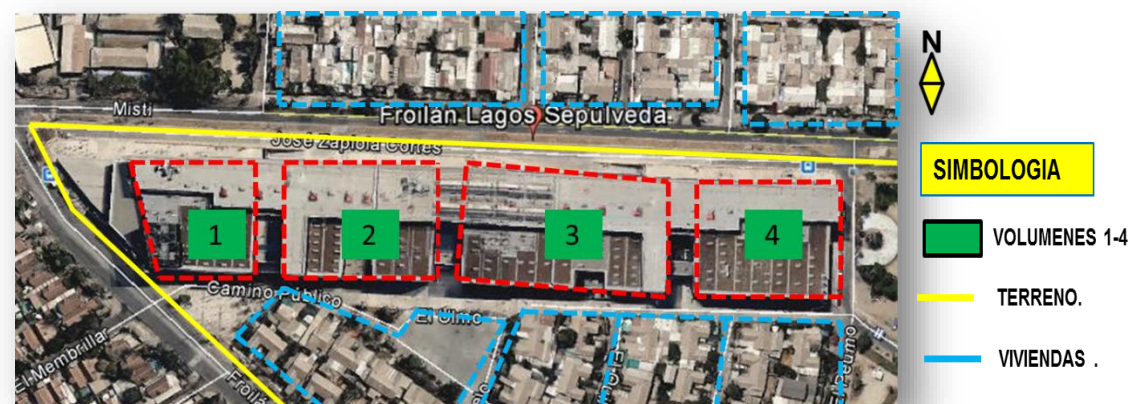 N
Misti
Froilán Lagos Sepulveda
José Zapiola Cortes
SIMBOLOGIA
1
2
3
4
VOLUMENES 1-4
Camino Público
El Olmo
TERRENO.
El Membrillar
VIVIENDAS .